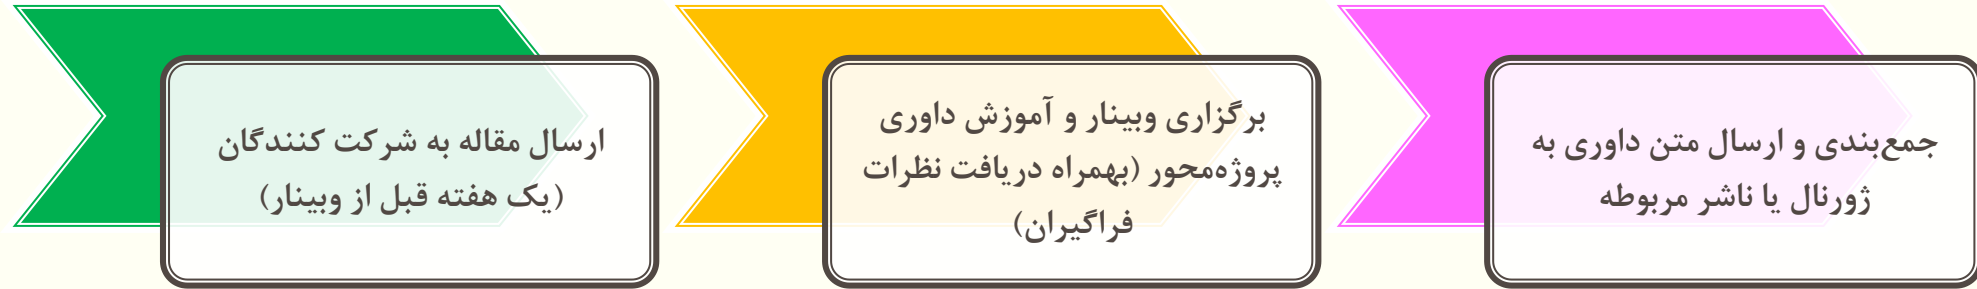 ارسال مقاله به شرکت کنندگان
(یک هفته قبل از وبینار)
برگزاری وبینار و آموزش داوری
پروژه‌محور (بهمراه دریافت نظرات
فراگیران)
جمع‌بندی و ارسال متن داوری به
ژورنال یا ناشر مربوطه